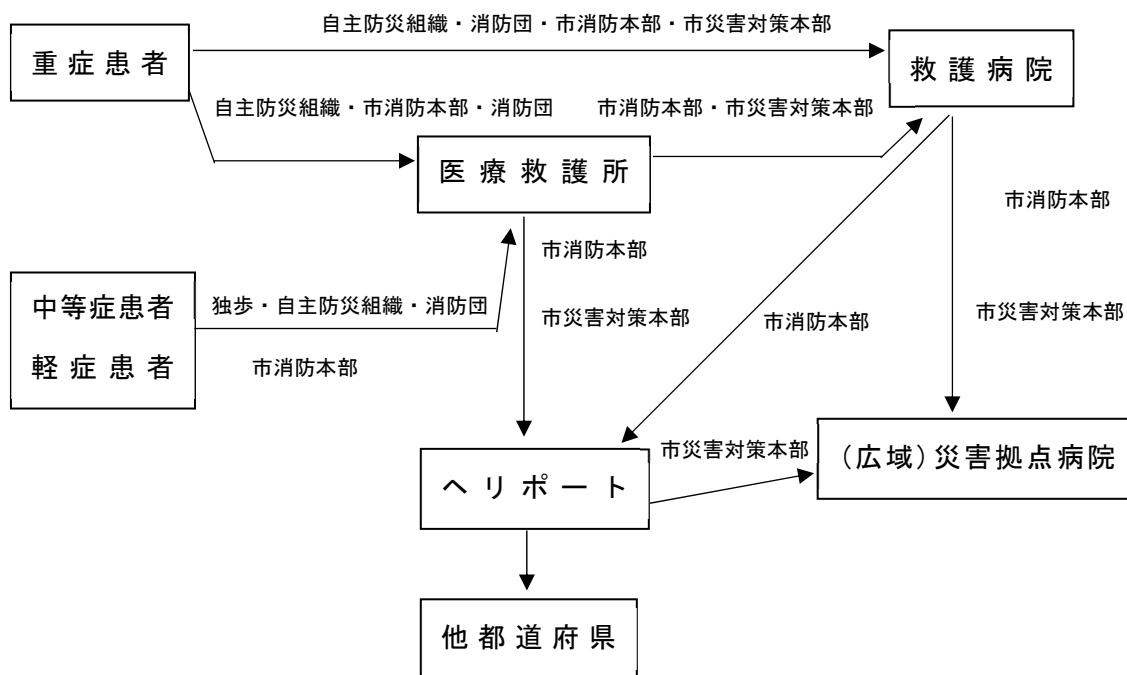 自主防災組織・消防団・市消防本部・市災害対策本部
重症患者
救護病院
自主防災組織・市消防本部・消防団
市消防本部・市災害対策本部
医療救護所
市消防本部
市消防本部
中等症患者
軽症患者
独歩・自主防災組織・消防団
市消防本部
市災害対策本部
市消防本部
市災害対策本部
市災害対策本部
(広域)災害拠点病院
ヘリポート
他都道府県